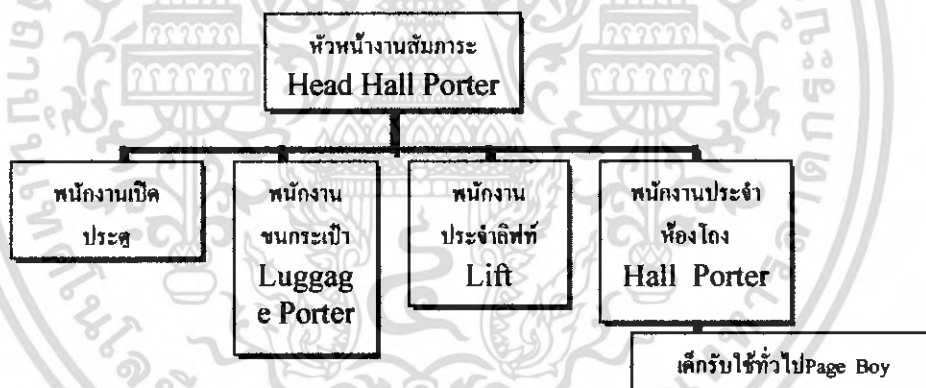 หัวหน้างานสัมภาระ
Head Hall Porter
พนักงานเปิด
ประตู
พนักงาน
ขนกระเป๋า
Luggag
e Porter
พนักงาน
ประจำลิฟท์
Lift
พนักงานประจำ
ห้องโถง
Hall Porter
เด็กรับใช้ทั่วไปPage Boy